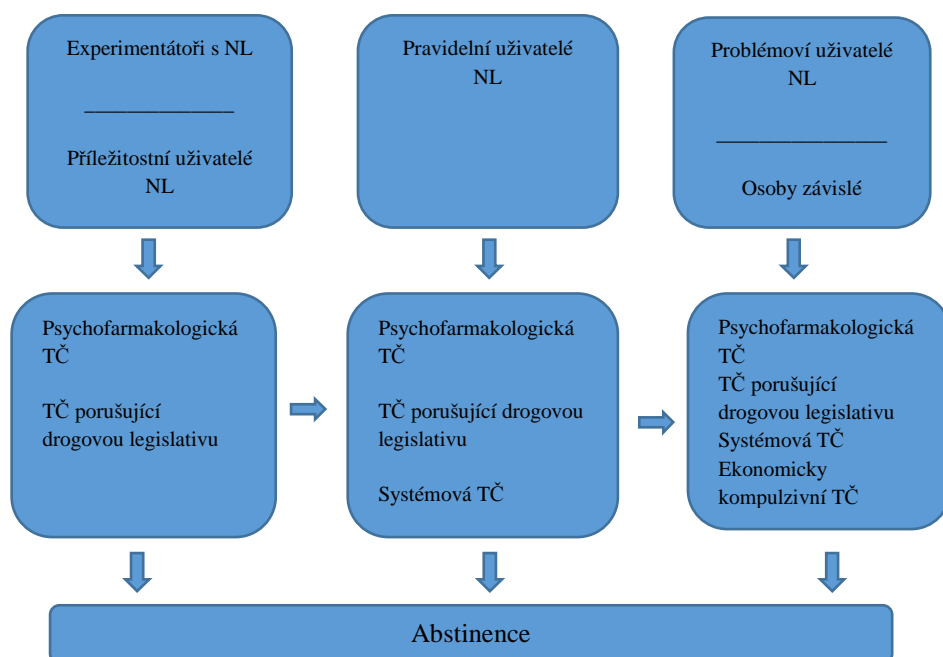 Experimentátoři s NL
Příležitostní uživatelé
NL
Pravidelní uživatelé
NL
Problémoví uživatelé
NL
Osoby závislé
Psychofarmakologická
TČ
TČ porušující
drogovou legislativu
Psychofarmakologická
TČ
TČ porušující drogovou
legislativu
Systémová TČ
Psychofarmakologická
TČ
TČ porušující
drogovou legislativu
Systémová TČ
Ekonomicky
kompulzivní TČ
Abstinence